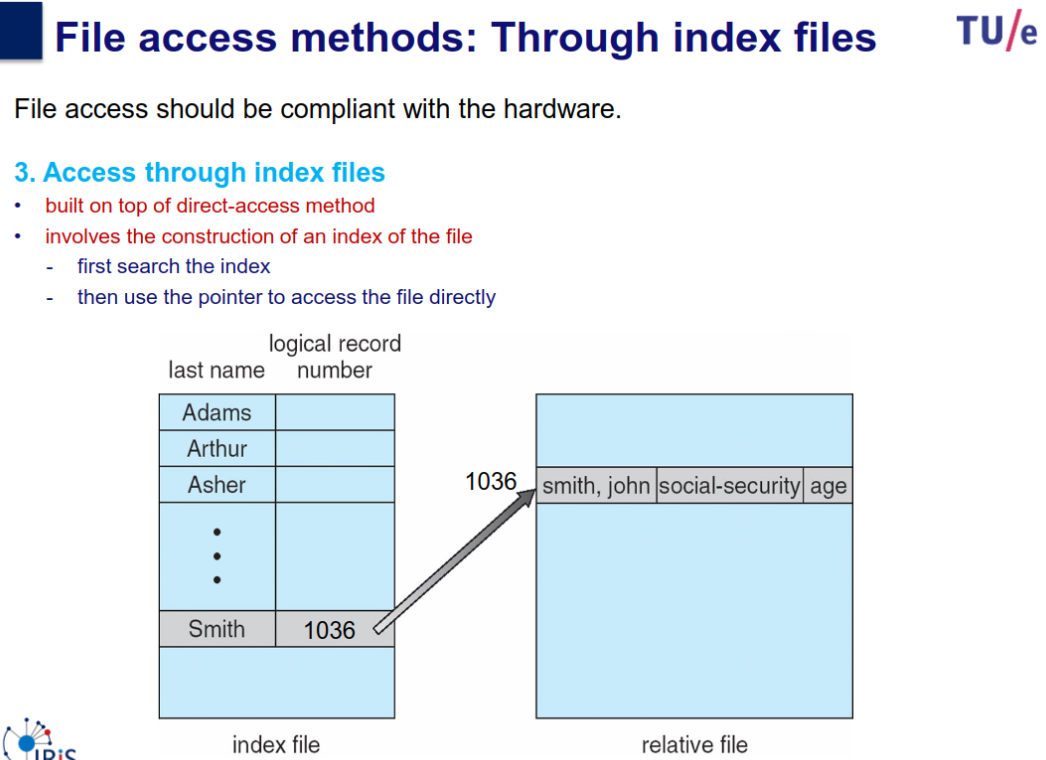 File access methods: Through index files
TU/e
File access should be compliant with the hardware.
3. Access through index files
• built on top of direct-access method
• involves the construction of an index of the file
- first search the index
- then use the pointer to access the file directly
logical record
last name number
Adams
Arthur
Asher
Smith 1036
1036
smith, john social-security age
index file
relative file
IRiS